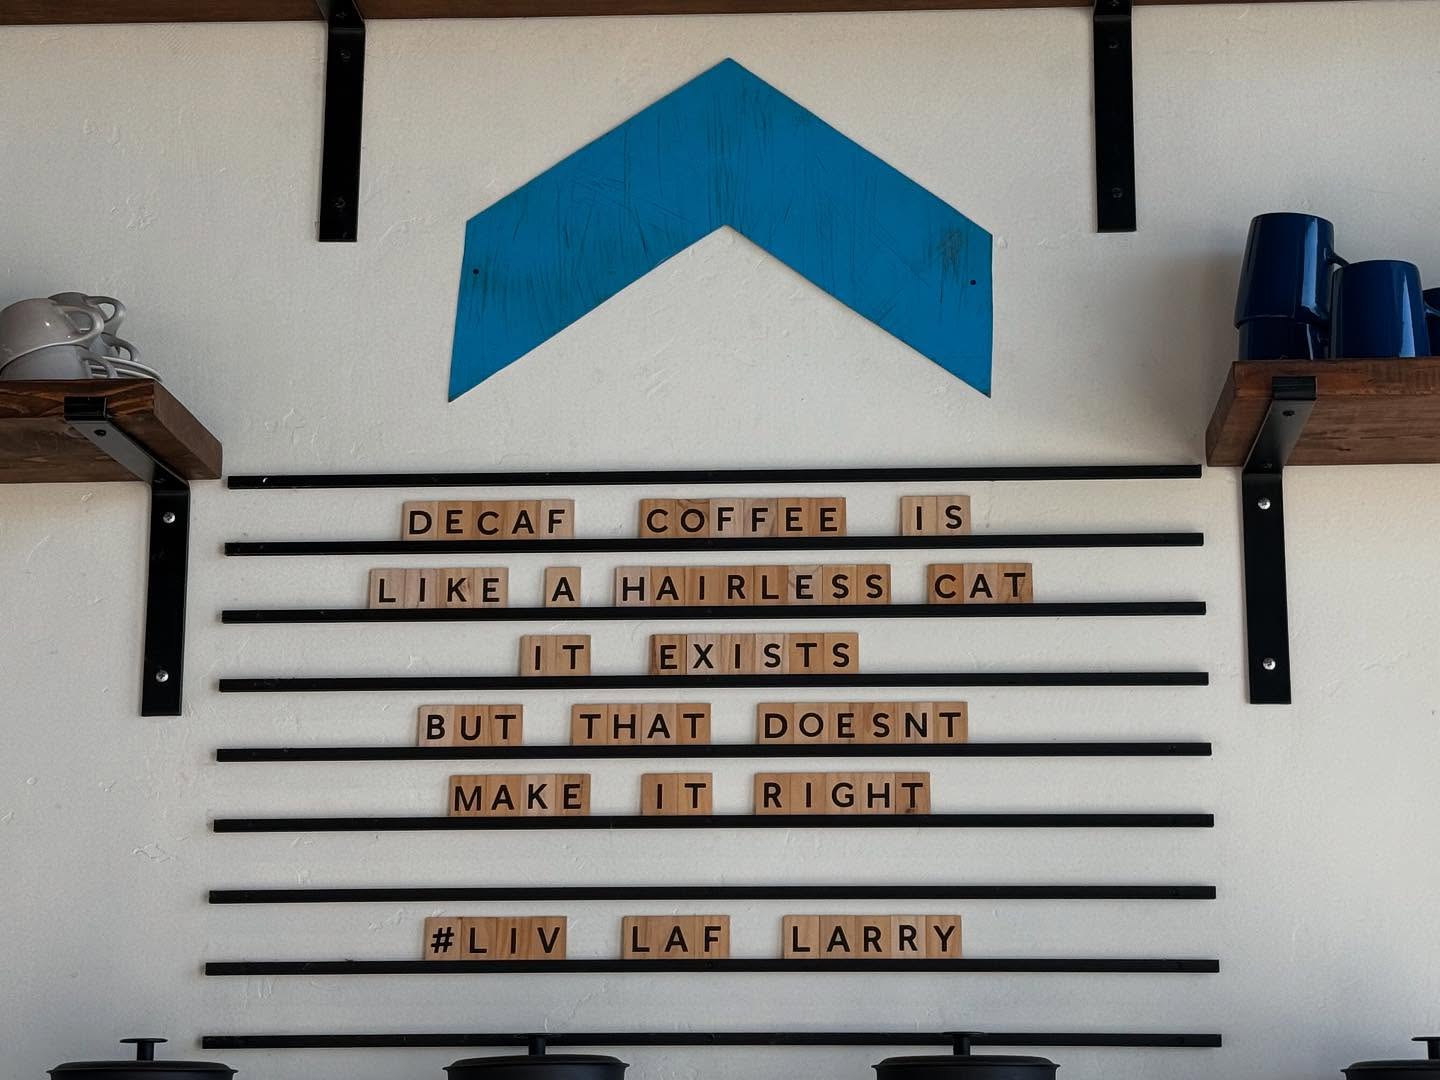 DECAF COFFEE IS
LIKE A HAIRLESS CAT
IT EXISTS
BUT THAT DOESNT
MAKE IT RIGHT
#LIV LAF LARRY